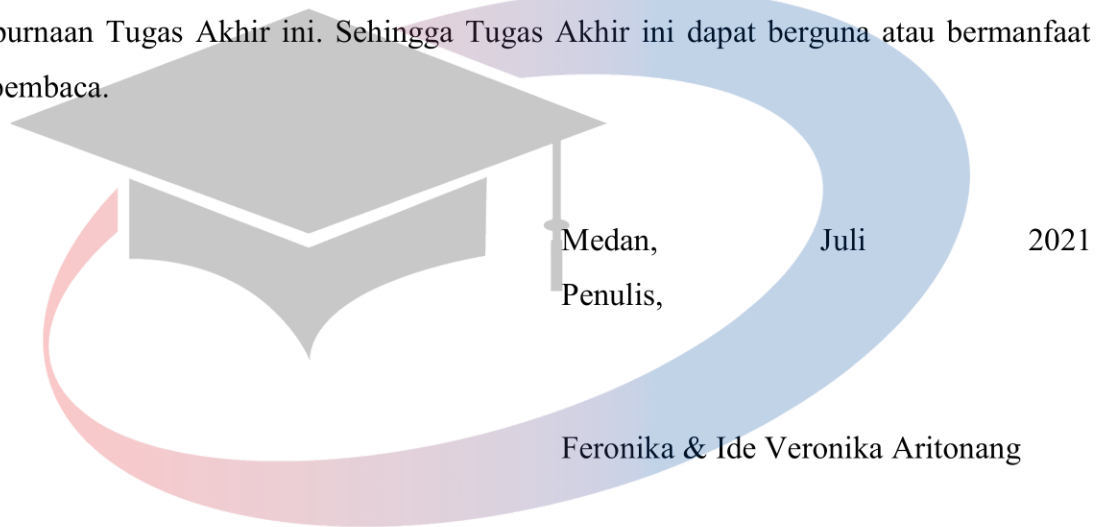 purnaan Tugas Akhir ini. Sehingga Tugas Akhir ini dapat berguna atau bermanfaat
pembaca.
Medan, Juli 2021
Penulis,
Feronika & Ide Veronika Aritonang